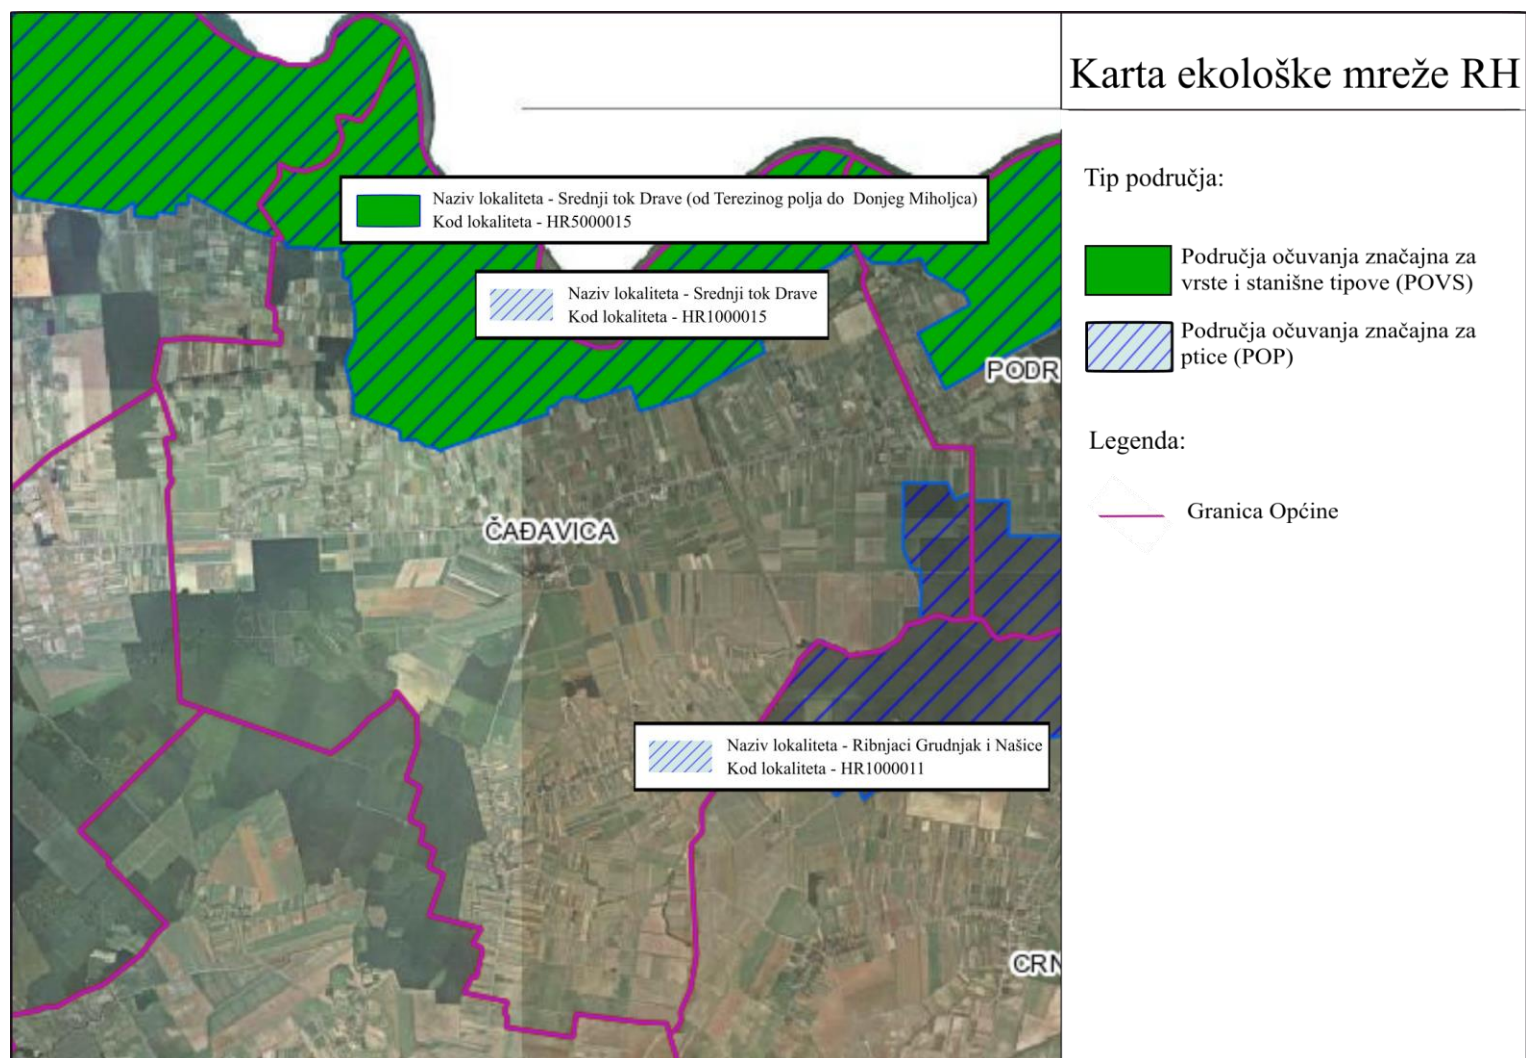 Karta ekološke mreže RH
Tip područja:
Područja očuvanja značajna za
vrste i stanišne tipove (POVS)
Područja očuvanja značajna za
ptice (POP)
Legenda:
Granica Općine
Naziv lokaliteta - Srednji tok Drave (od Terezinog polja do Donjeg Miholjca)
Kod lokaliteta - HR5000015
Naziv lokaliteta - Srednji tok Drave
Kod lokaliteta - HR1000015
PODR
ČAĐAVICA
Naziv lokaliteta - Ribnjaci Grudnjak i Našice
Kod lokaliteta - HR1000011
CRN